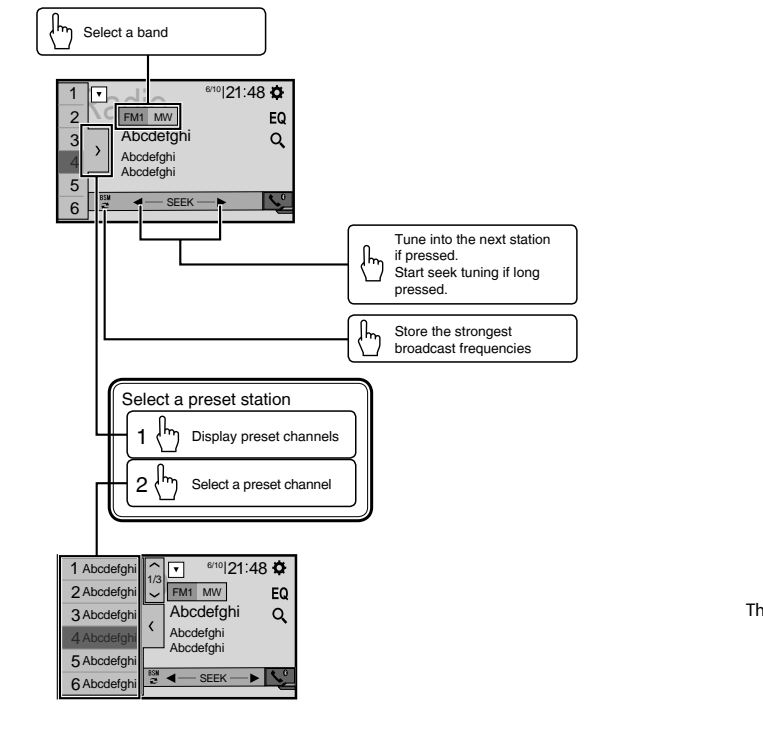 Select a band
Radio
1
2
3
4
5
6
6/10 21:48
FM1 MW
EQ
Abcdefghi
Abcdefghi
Abcdefghi
BSM
SEEK
Tune into the next station
if pressed.
Start seek tuning if long
pressed.
Store the strongest
broadcast frequencies
Select a preset station
1 Display preset channels
2 Select a preset channel
1 Abcdefghi
2 Abcdefghi
3 Abcdefghi
4 Abcdefghi
5 Abcdefghi
6 Abcdefghi
1/3
6/10 21:48
FM1 MW
EQ
Abcdefghi
Abcdefghi
Abcdefghi
BSM
SEEK
Th